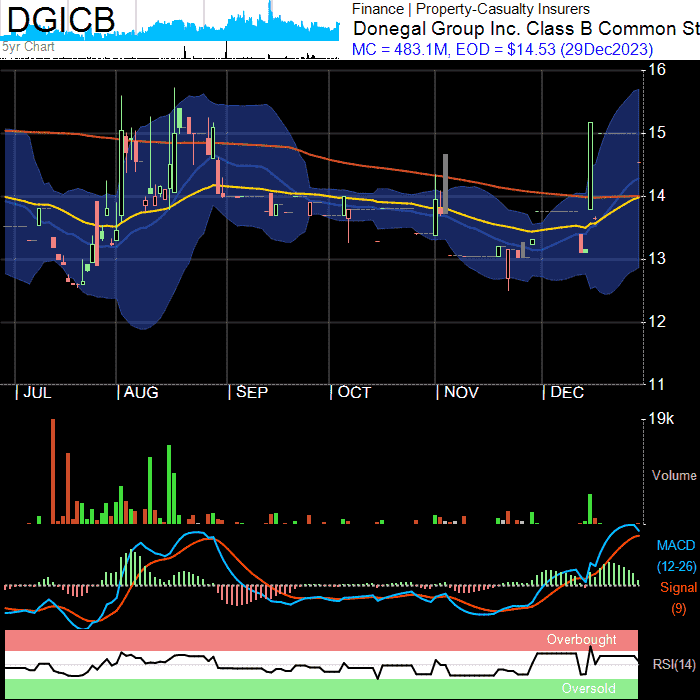 DGICB
5yr Chart
Finance | Property-Casualty Insurers
Donegal Group Inc. Class B Common St
MC = 483.1M, EOD = $14.53 (29Dec2023)
16
15
14
13
12
11
JUL
AUG
SEP
OCT
NOV
DEC
19k
Volume
MACD
(12-26)
Signal
(9)
Overbought
RSI(14)
Oversold